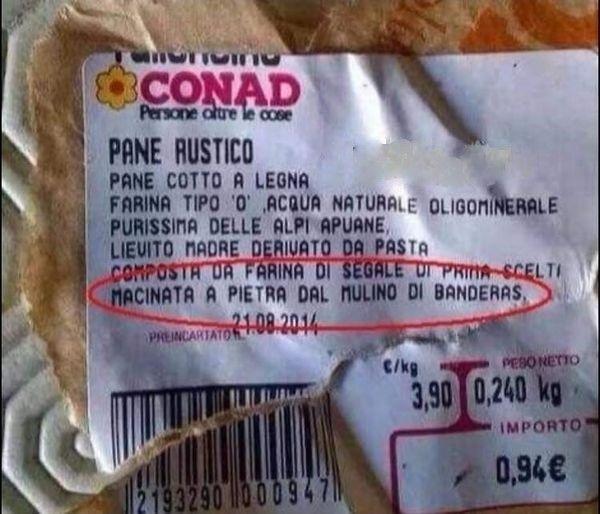 CONAD
Persone oltre le cose
PANE RUSTICO
PANE COTTO A LEGNA
FARINA TIPO 'O' ,ACQUA NATURALE OLIGOMINERALE
PURISSIMA DELLE ALPI APUANE,
LIEVITO MADRE DERIVATO DA PASTA
COMPOSTA DA FARINA DI SEGALE DI PRIMA SCELTI
MACINATA A PIETRA DAL MULINO DI BANDERAS,
PREINCARTATO IL 21.08.2014
€/kg PESO NETTO
3,90 0,240 kg
IMPORTO
0,94€
2193290 000947